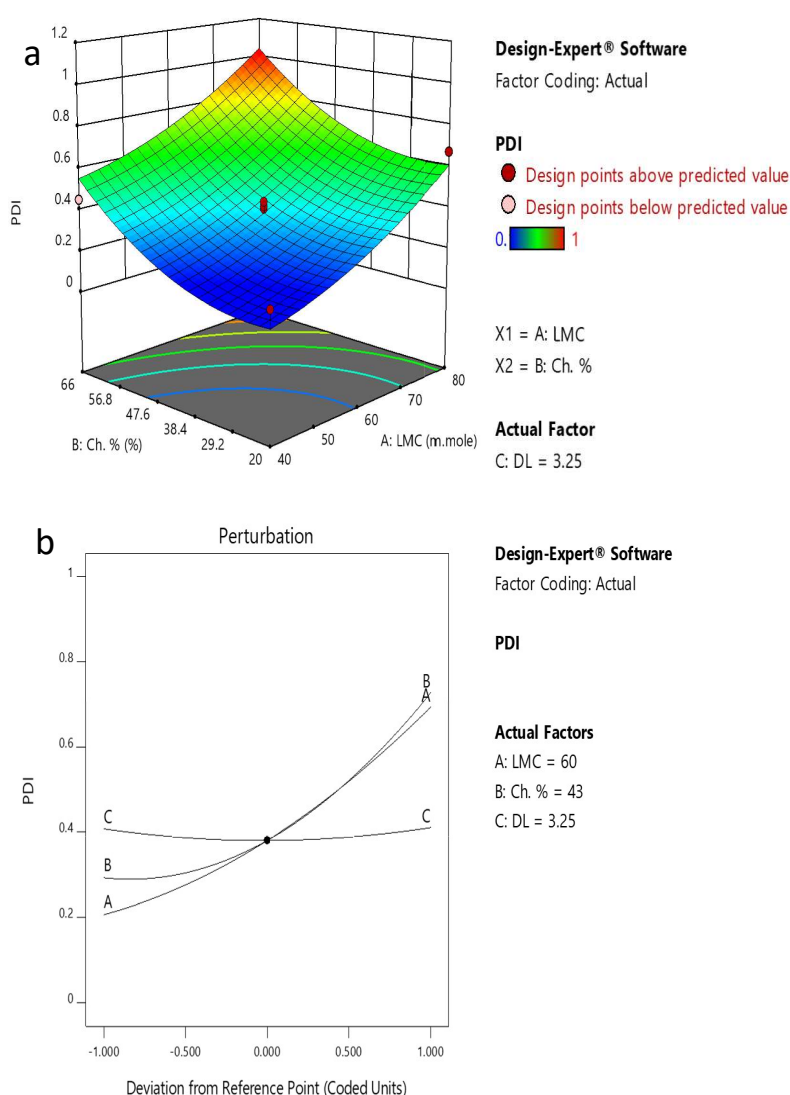 a
1.2
1
0.8
0.6
0.4
0.2
0
PDI
66
56.8
47.6
38.4
29.2
20
B: Ch. % (%)
40
50
60
70
80
A: LMC (m.mole)
Design-Expert® Software
Factor Coding: Actual
PDI
Design points above predicted value
Design points below predicted value
0. 1
X1 = A: LMC
X2 = B: Ch. %
Actual Factor
C: DL = 3.25
b
Perturbation
1
0.8
0.6
0.4
0.2
0
PDI
C
B
A
B
A
C
-1.000
-0.500
0.000
0.500
1.000
Deviation from Reference Point (Coded Units)
Design-Expert® Software
Factor Coding: Actual
PDI
Actual Factors
A: LMC = 60
B: Ch. % = 43
C: DL = 3.25